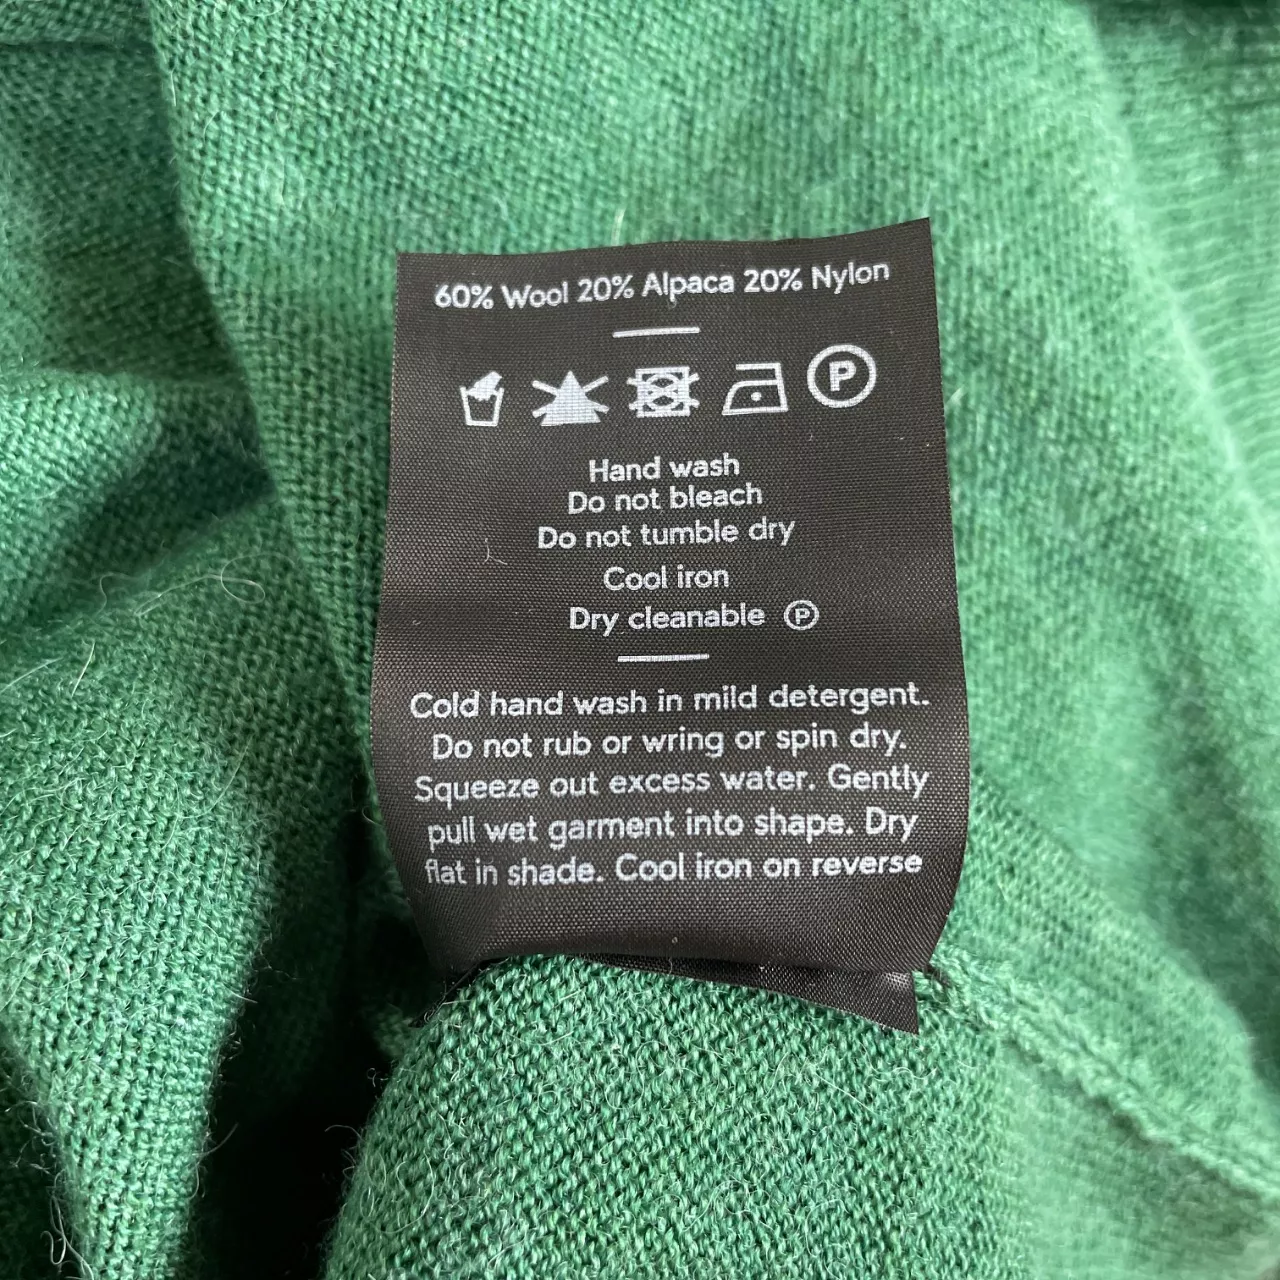 60% Wool 20% Alpaca 20% Nylon
P
Hand wash
Do not bleach
Do not tumble dry
Cool iron
Dry cleanable Ⓟ
Cold hand wash in mild detergent.
Do not rub or wring or spin dry.
Squeeze out excess water. Gently
pull wet garment into shape. Dry
flat in shade. Cool iron on reverse